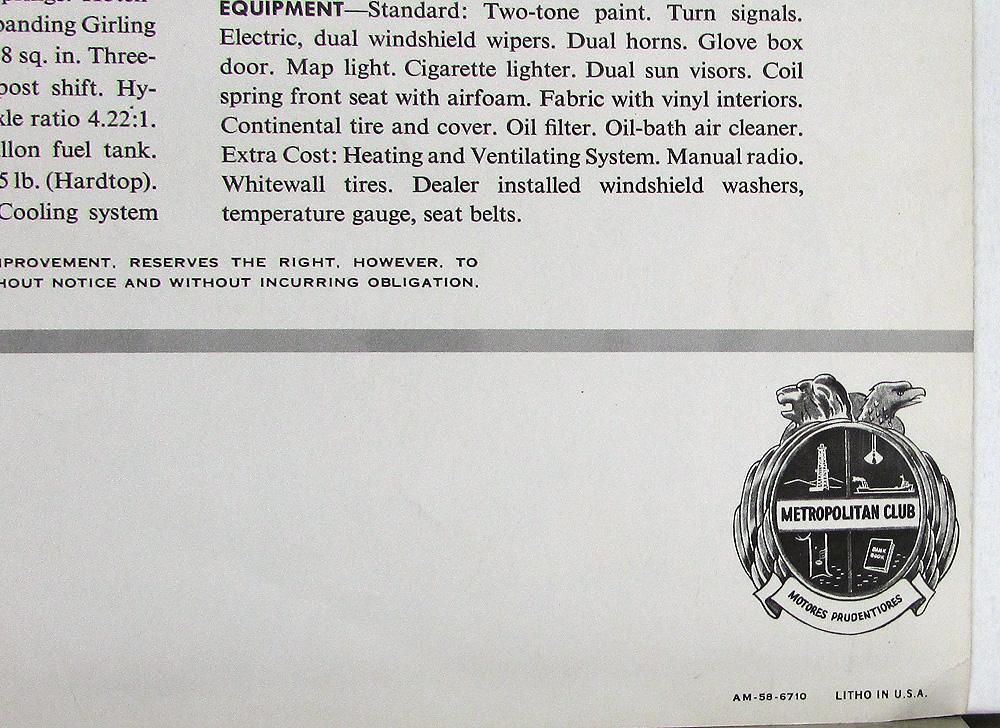 panding Girling
8 sq. in. Three-
post shift. Hy-
kle ratio 4.22:1.
llon fuel tank.
5 lb. (Hardtop).
Cooling system
EQUIPMENT—Standard: Two-tone paint. Turn signals.
Electric, dual windshield wipers. Dual horns. Glove box
door. Map light. Cigarette lighter. Dual sun visors. Coil
spring front seat with airfoam. Fabric with vinyl interiors.
Continental tire and cover. Oil filter. Oil-bath air cleaner.
Extra Cost: Heating and Ventilating System. Manual radio.
Whitewall tires. Dealer installed windshield washers,
temperature gauge, seat belts.
PROVEMENT, RESERVES THE RIGHT, HOWEVER, TO
HOUT NOTICE AND WITHOUT INCURRING OBLIGATION.
METROPOLITAN CLUB
BANK
BOOK
MOTORES PRUDENTIORES
AM-58-6710 LITHO IN U.S.A.